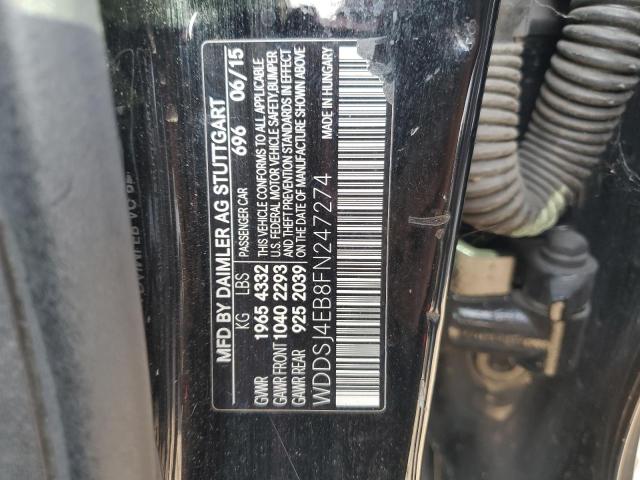 MFD BY DAIMLER AG STUTTGART
PASSENGER CAR 696 06/15
KG LBS
GVWR 1965 4332
GAWR FRONT 1040 2293
GAWR REAR 925 2039
THIS VEHICLE CONFORMS TO ALL APPLICABLE
U.S. FEDERAL MOTOR VEHICLE SAFETY,BUMPER
AND THEFT PREVENTION STANDARDS IN EFFECT
ON THE DATE OF MANUFACTURE SHOWN ABOVE
WDDSJ4EB8FN247274
MADE IN HUNGARY